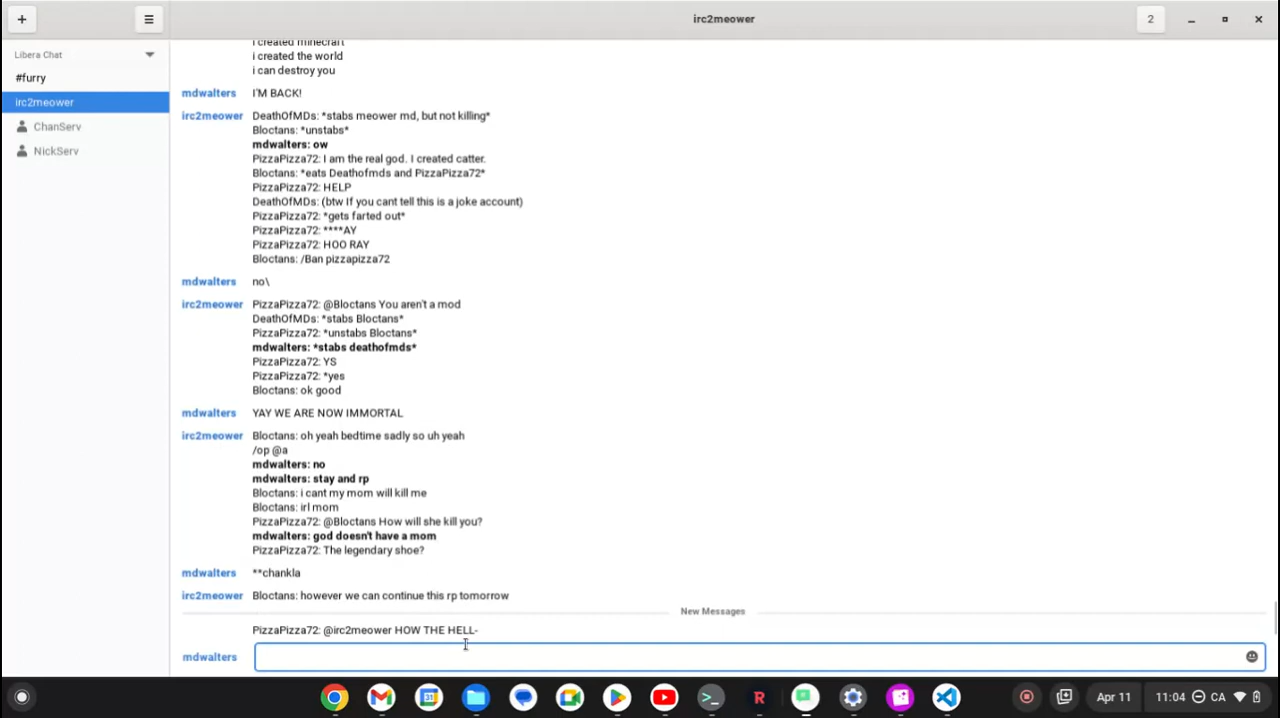 irc2meower
2
Libera Chat
#furry
irc2meower
ChanServ
NickServ
i created minecraft
i created the world
i can destroy you
mdwalters I'M BACK!
irc2meower DeathOfMDs: *stabs meower md, but not killing*
Bloctans: *unstabs*
mdwalters: ow
PizzaPizza72: I am the real god. I created catter.
Bloctans: *eats Deathofmds and PizzaPizza72*
PizzaPizza72: HELP
DeathOfMDs: (btw If you cant tell this is a joke account)
PizzaPizza72: *gets farted out*
PizzaPizza72: ****AY
PizzaPizza72: HOO RAY
Bloctans: /Ban pizzapizza72
mdwalters no\
irc2meower PizzaPizza72: @Bloctans You aren't a mod
DeathOfMDs: *stabs Bloctans*
PizzaPizza72: *unstabs Bloctans*
mdwalters: *stabs deathofmds*
PizzaPizza72: YS
PizzaPizza72: *yes
Bloctans: ok good
mdwalters YAY WE ARE NOW IMMORTAL
irc2meower Bloctans: oh yeah bedtime sadly so uh yeah
/op @a
mdwalters: no
mdwalters: stay and rp
Bloctans: i cant my mom will kill me
Bloctans: irl mom
PizzaPizza72: @Bloctans How will she kill you?
mdwalters: god doesn't have a mom
PizzaPizza72: The legendary shoe?
mdwalters **chankla
irc2meower Bloctans: however we can continue this rp tomorrow
New Messages
PizzaPizza72: @irc2meower HOW THE HELL-
mdwalters
Apr 11 11:04 CA